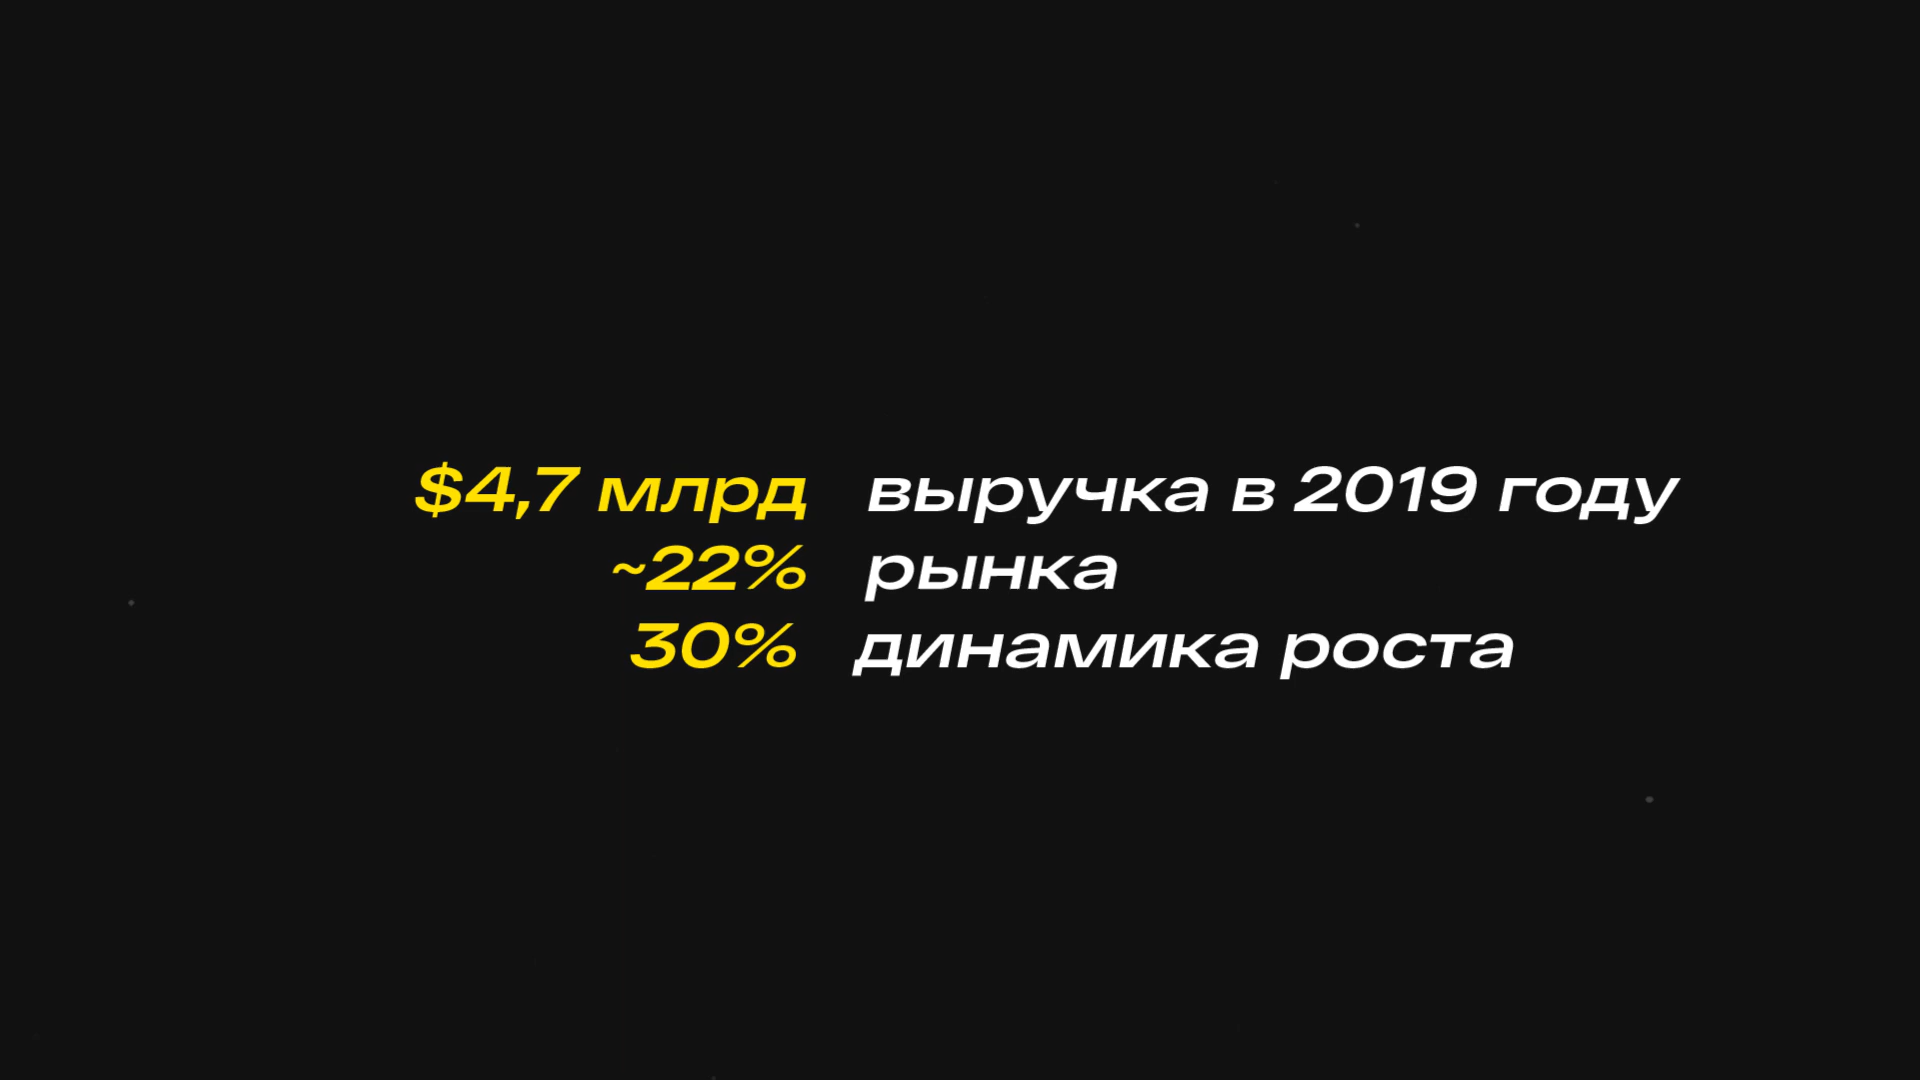 $4,7 млрд выручка в 2019 году
~22% рынка
30% динамика роста